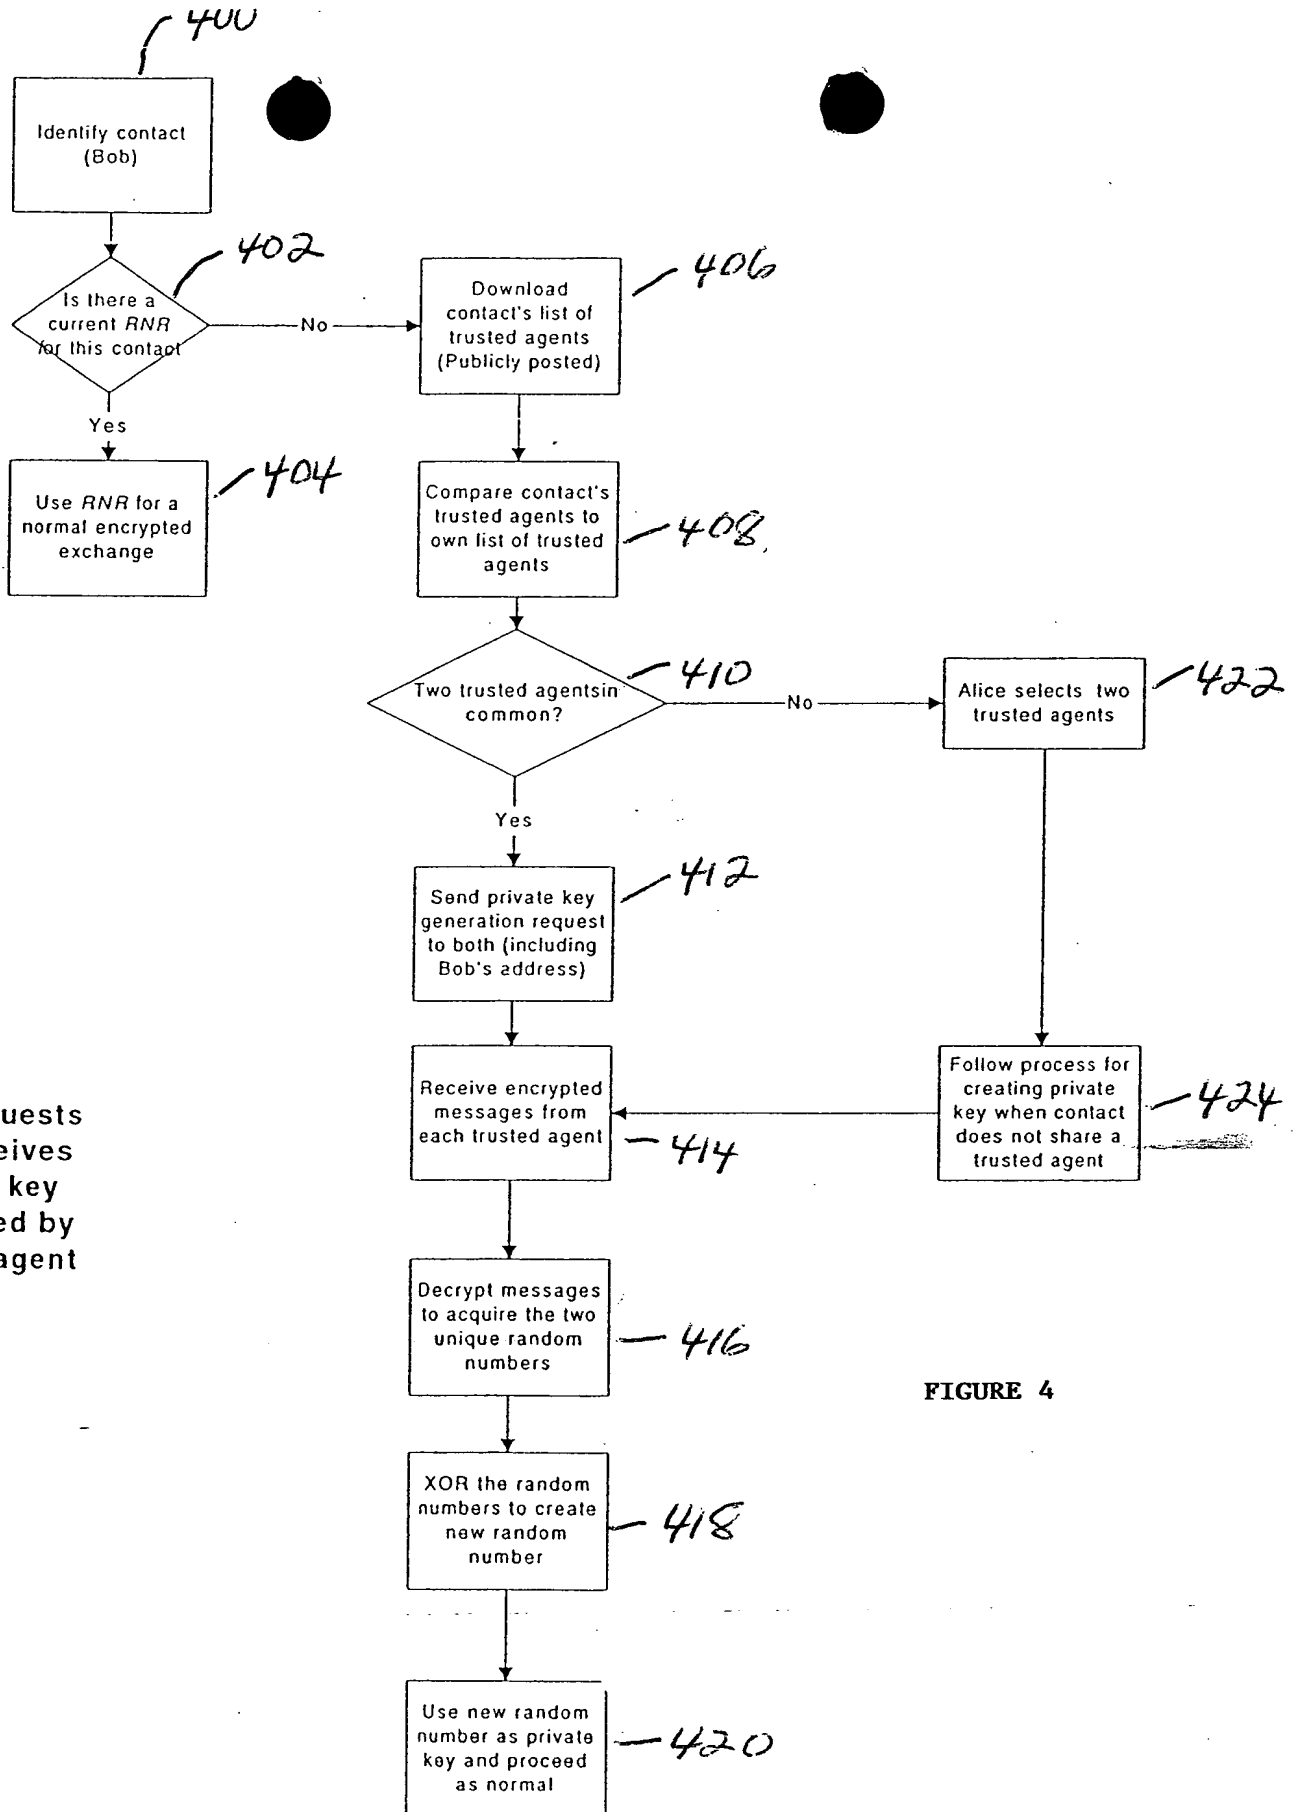 400
Identify contact
(Bob)
402
Is there a
current RNR
for this contact
No
406
Download
contact's list of
trusted agents
(Publicly posted)
Yes
404
Use RNR for a
normal encrypted
exchange
Compare contact's
trusted agents to
own list of trusted
agents
408
Two trusted agentsin
common?
410
No
Alice selects two
trusted agents
422
Yes
Send private key
generation request
to both (including
Bob's address)
412
Receive encrypted
messages from
each trusted agent
414
Follow process for
creating private
key when contact
does not share a
trusted agent
424
uests
eives
key
ed by
agent
Decrypt messages
to acquire the two
unique random
numbers
416
FIGURE 4
XOR the random
numbers to create
new random
number
418
Use new random
number as private
key and proceed
as normal
420